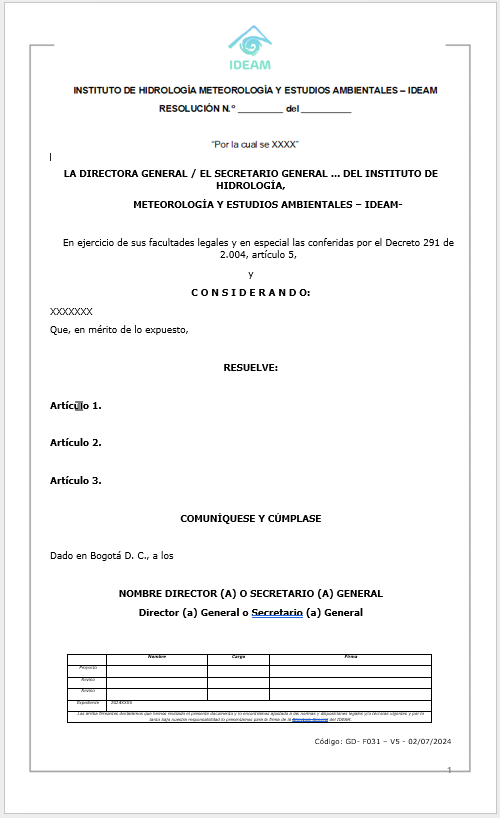 IDEAM
INSTITUTO DE HIDROLOGÍA METEOROLOGÍA Y ESTUDIOS AMBIENTALES – IDEAM
RESOLUCIÓN N.º _________ del __________
“Por la cual se XXXX”
LA DIRECTORA GENERAL / EL SECRETARIO GENERAL ... DEL INSTITUTO DE
HIDROLOGÍA,
METEOROLOGÍA Y ESTUDIOS AMBIENTALES – IDEAM-
En ejercicio de sus facultades legales y en especial las conferidas por el Decreto 291 de
2.004, artículo 5,
y
C O N S I D E R A N D O:
XXXXXXX
Que, en mérito de lo expuesto,
RESUELVE:
Artículo 1.
Artículo 2.
Artículo 3.
COMUNÍQUESE Y CÚMPLASE
Dado en Bogotá D. C., a los
NOMBRE DIRECTOR (A) O SECRETARIO (A) GENERAL
Director (a) General o Secretario (a) General
Nombre Cargo Firma
Proyectó
Revisó
Revisó
Expediente 2024XXXX
Los arriba firmantes declaramos que hemos revisado el presente documento y lo encontramos ajustado a las normas y disposiciones legales y/o técnicas vigentes y por lo
tanto bajo nuestra responsabilidad lo presentamos para la firma de la del IDEAM.
Código: GD- F031 – V5 - 02/07/2024
1